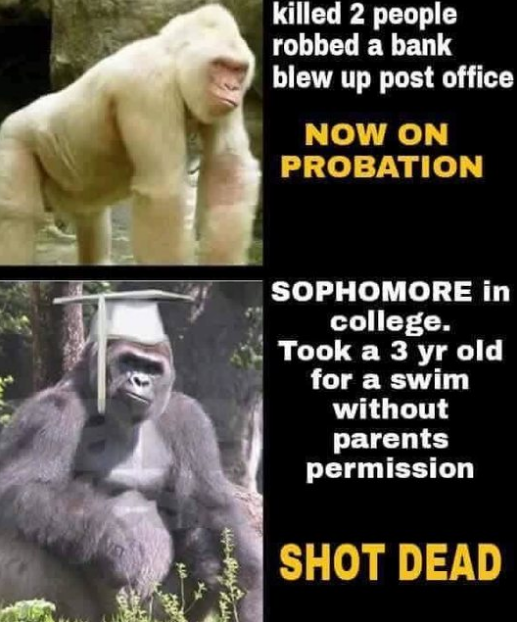 killed 2 people
robbed a bank
blew up post office
NOW ON
PROBATION
SOPHOMORE in
college.
Took a 3 yr old
for a swim
without
parents
permission
SHOT DEAD